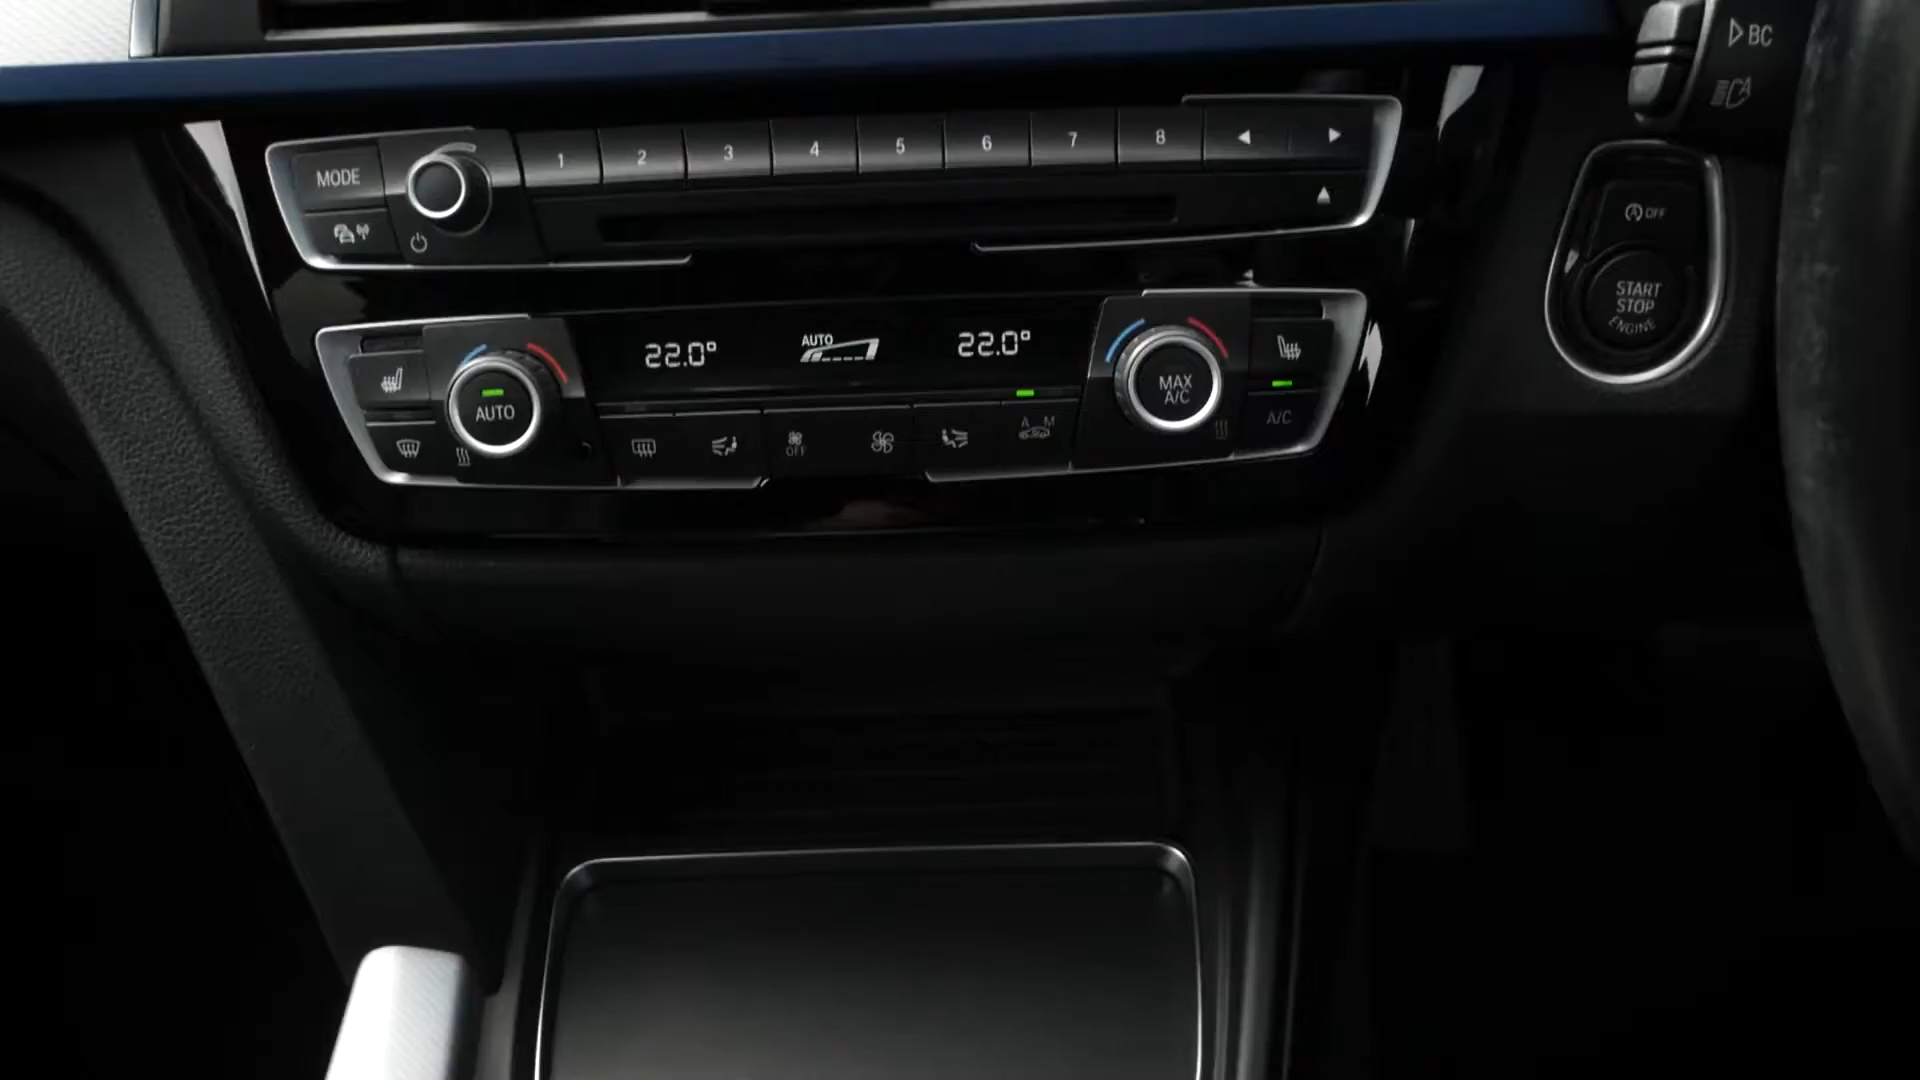 BC
A
MODE
1 2 3 4 5 6 7 8
A OFF
START
STOP
ENGINE
22.0°
AUTO
22.0°
AUTO
MAX
A/C
A/C
OFF
A M